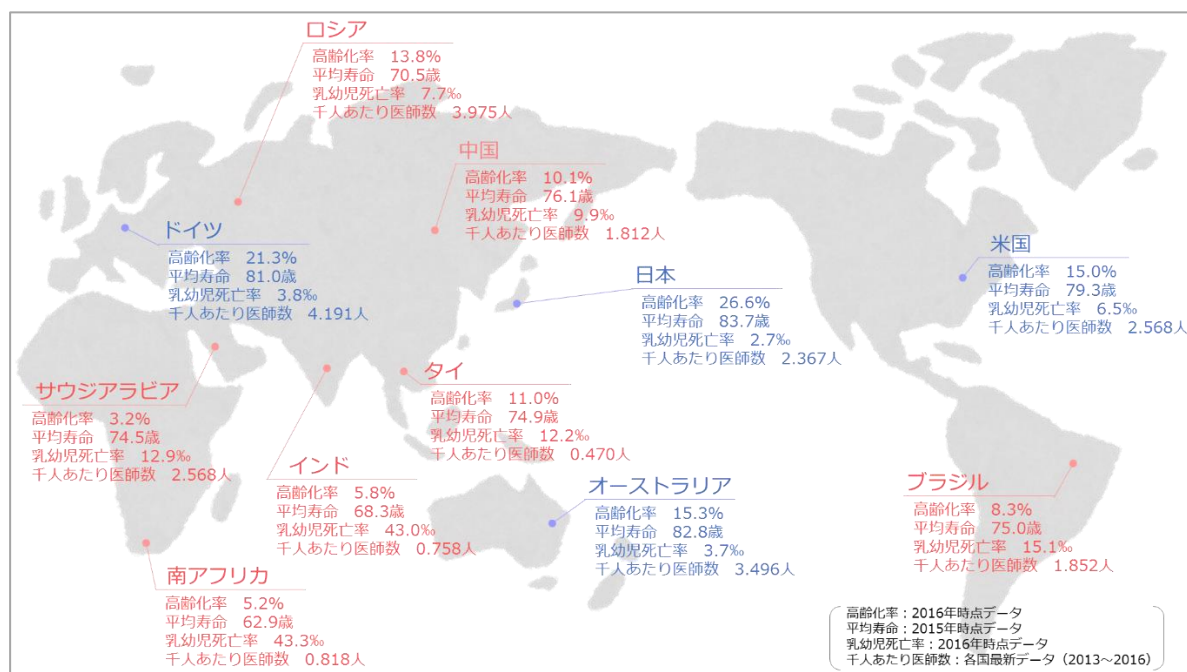 ロシア
高齢化率 13.8%
平均寿命 70.5歳
乳幼児死亡率 7.7‰
千人あたり医師数 3.975人
中国
高齢化率 10.1%
平均寿命 76.1歳
乳幼児死亡率 9.9‰
千人あたり医師数 1.812人
ドイツ
高齢化率 21.3%
平均寿命 81.0歳
乳幼児死亡率 3.8‰
千人あたり医師数 4.191人
日本
高齢化率 26.6%
平均寿命 83.7歳
乳幼児死亡率 2.7‰
千人あたり医師数 2.367人
米国
高齢化率 15.0%
平均寿命 79.3歳
乳幼児死亡率 6.5‰
千人あたり医師数 2.568人
サウジアラビア
高齢化率 3.2%
平均寿命 74.5歳
乳幼児死亡率 12.9‰
千人あたり医師数 2.568人
タイ
高齢化率 11.0%
平均寿命 74.9歳
乳幼児死亡率 12.2‰
千人あたり医師数 0.470人
インド
高齢化率 5.8%
平均寿命 68.3歳
乳幼児死亡率 43.0‰
千人あたり医師数 0.758人
オーストラリア
高齢化率 15.3%
平均寿命 82.8歳
乳幼児死亡率 3.7‰
千人あたり医師数 3.496人
ブラジル
高齢化率 8.3%
平均寿命 75.0歳
乳幼児死亡率 15.1‰
千人あたり医師数 1.852人
南アフリカ
高齢化率 5.2%
平均寿命 62.9歳
乳幼児死亡率 43.3‰
千人あたり医師数 0.818人
高齢化率：2016年時点データ
平均寿命：2015年時点データ
乳幼児死亡率：2016年時点データ
千人あたり医師数：各国最新データ（2013～2016）